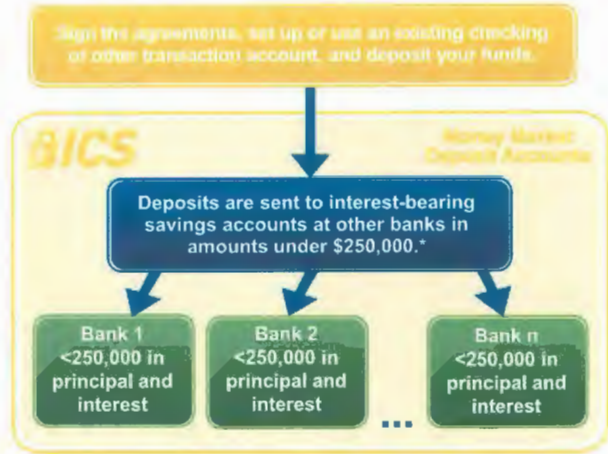 Sign the agreements, set up or use an existing checking
or other transaction account, and deposit your funds.
ICS
Money Market
Deposit Accounts
Deposits are sent to interest-bearing
savings accounts at other banks in
amounts under $250,000.*
Bank 1
<250,000 in
principal and
interest
Bank 2
<250,000 in
principal and
interest
...
Bank n
<250,000 in
principal and
interest